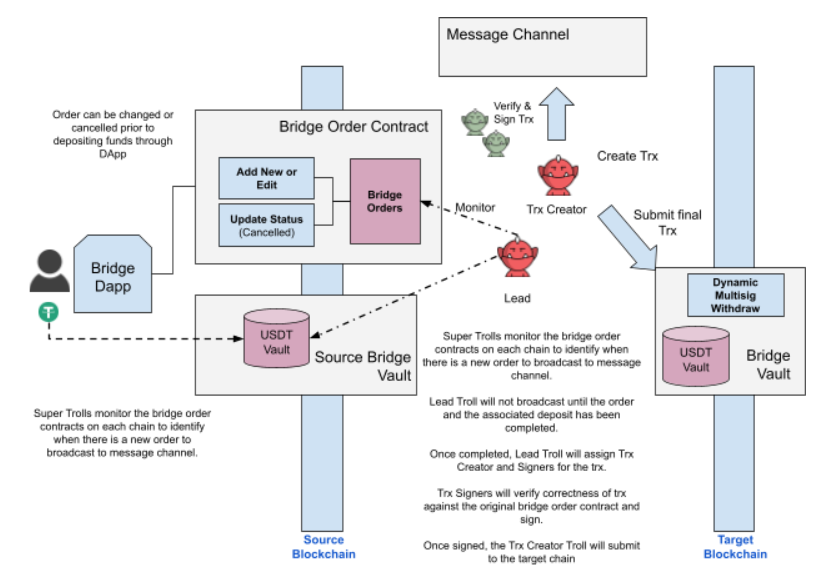 Message Channel
Order can be changed or
cancelled prior to
depositing funds through
DApp
Bridge Order Contract
Add New or
Edit
Update Status
(Cancelled)
Bridge
Orders
Verify &
Sign Trx
Create Trx
Trx Creator
Monitor
Submit final
Trx
Lead
Bridge
Dapp
USDT
Vault
Source Bridge
Vault
Dynamic
Multisig
Withdraw
USDT
Vault
Bridge
Vault
Super Trolls monitor the bridge order
contracts on each chain to identify
when there is a new order to
broadcast to message channel.
Super Trolls monitor the bridge order
contracts on each chain to identify when
there is a new order to broadcast to message
channel.
Lead Troll will not broadcast until the order
and the associated deposit has been
completed.
Once completed, Lead Troll will assign Trx
Creator and Signers for the trx.
Trx Signers will verify correctness of trx
against the original bridge order contract and
sign.
Once signed, the Trx Creator Troll will submit
to the target chain
Source
Blockchain
Target
Blockchain